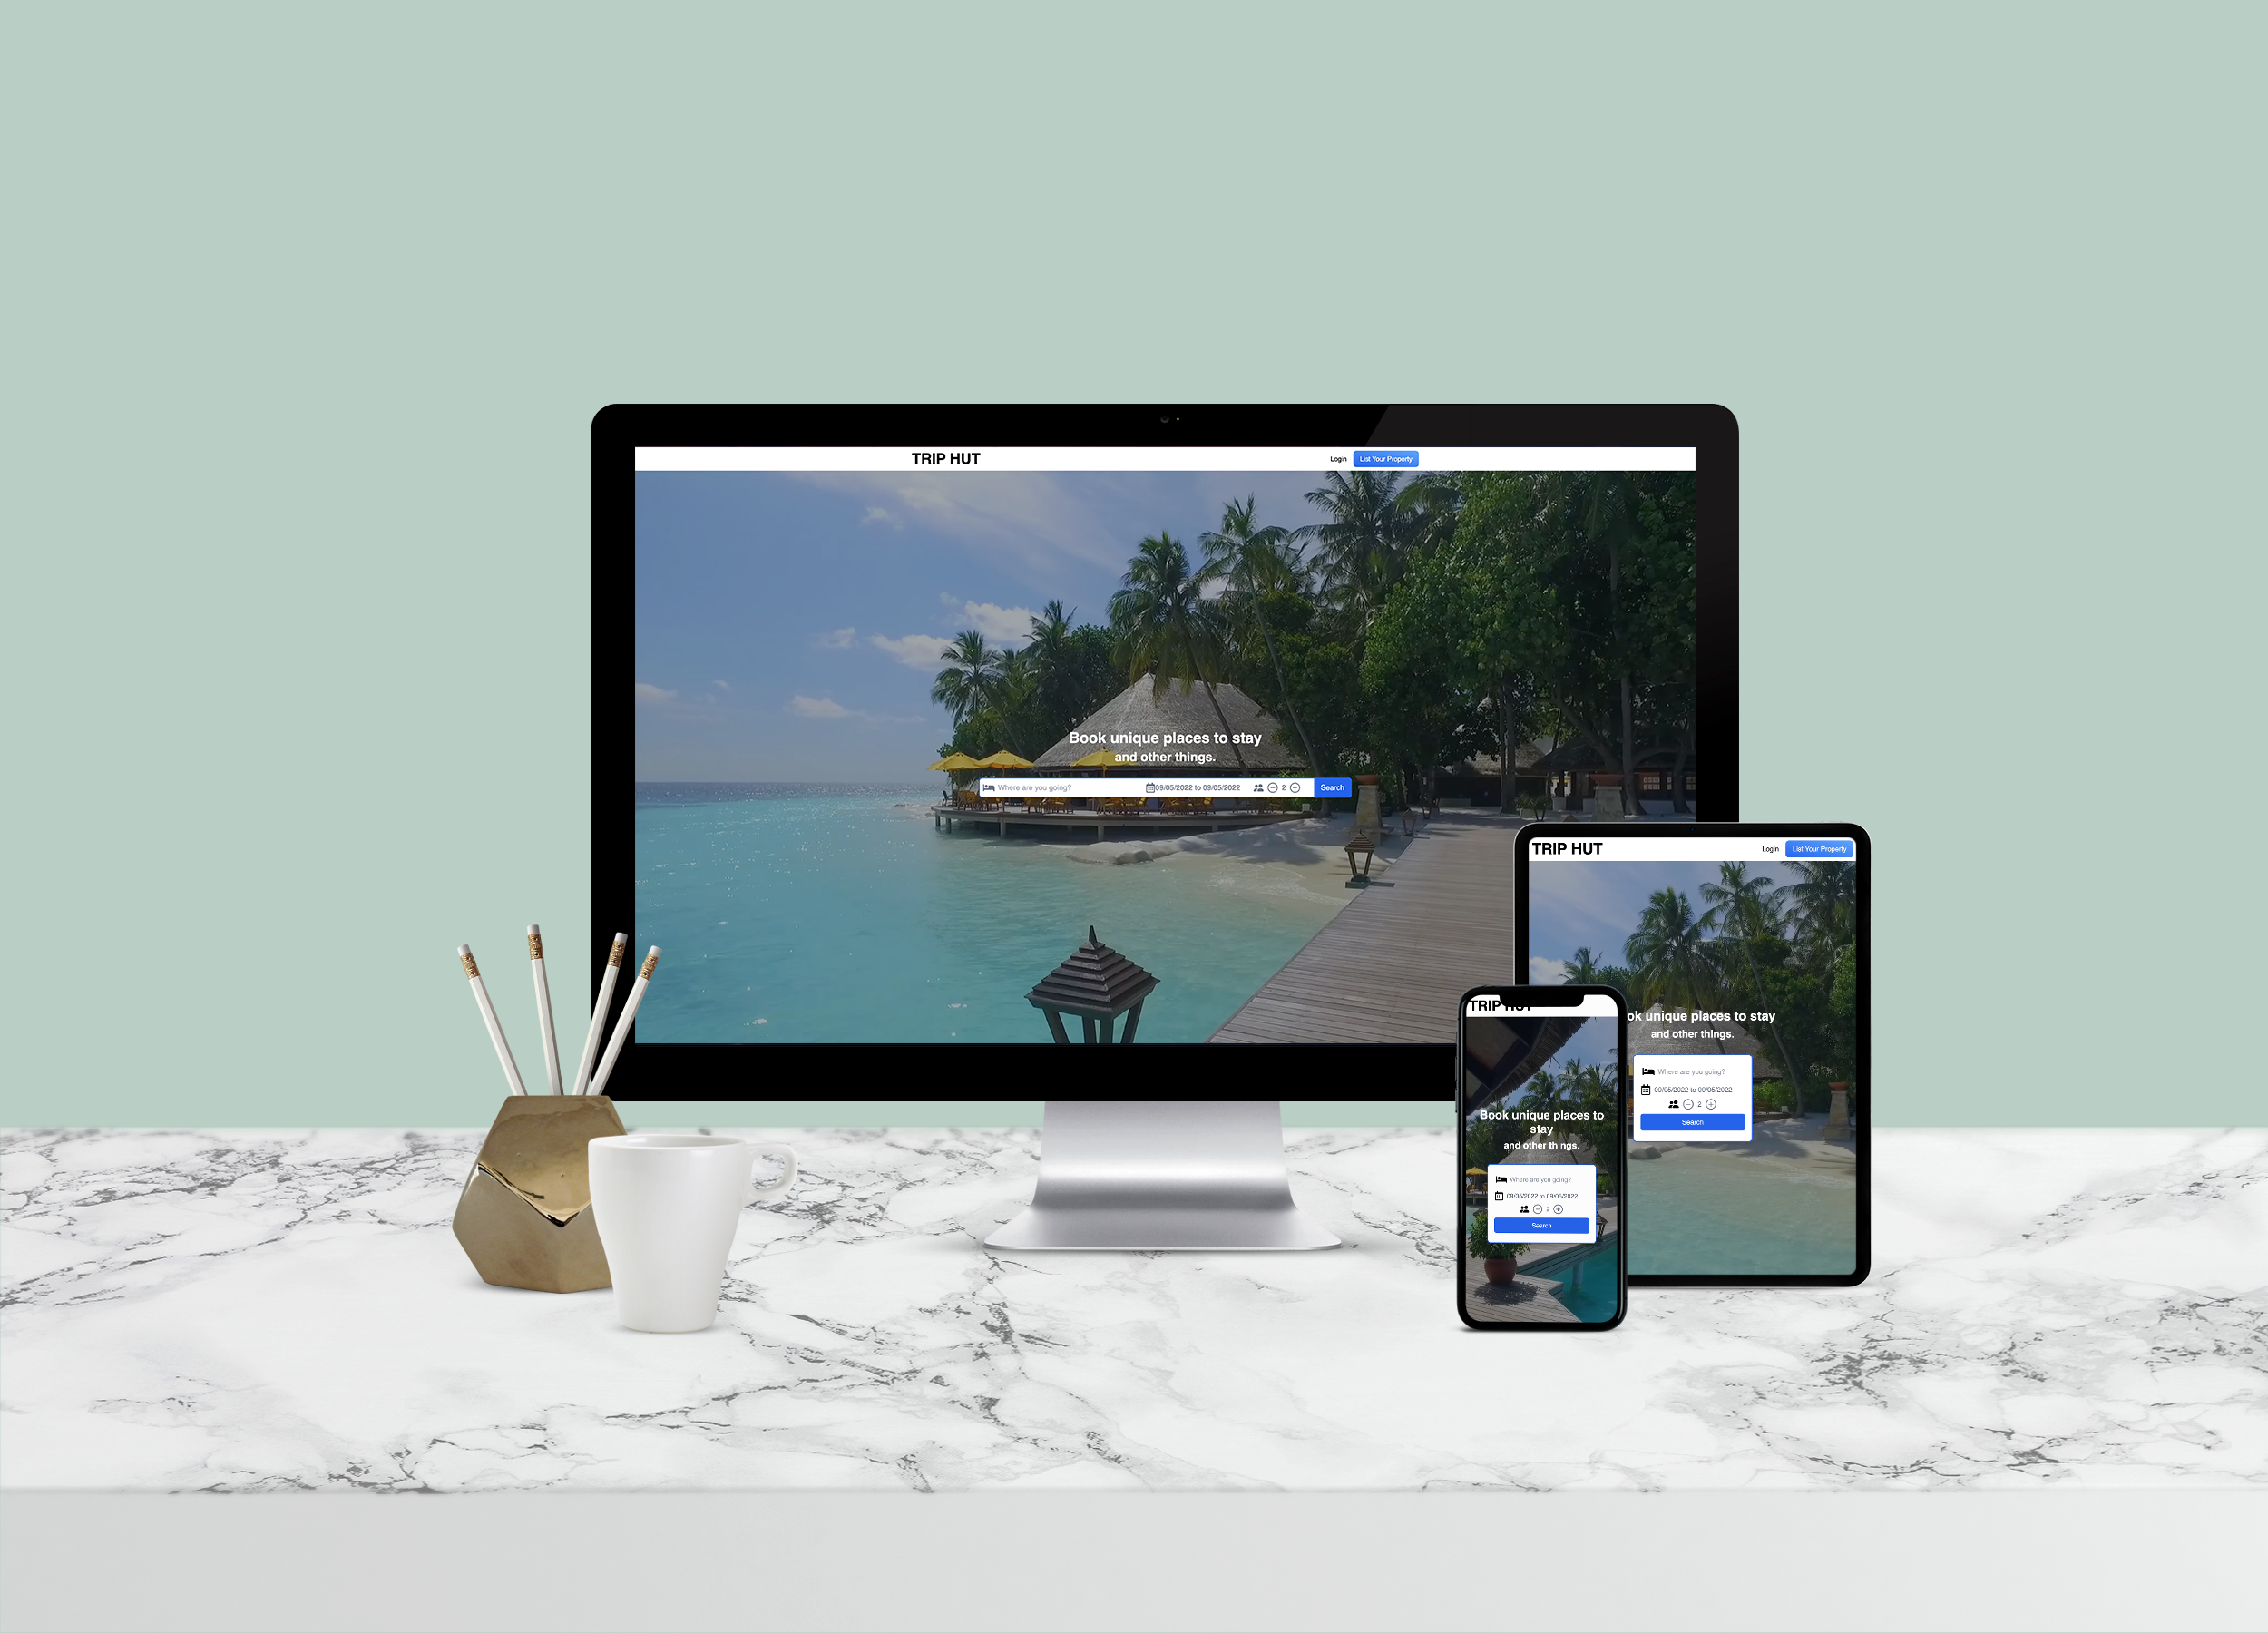 TRIP HUT
Login
List Your Property
Book unique places to stay
and other things.
Where are you going?
09/05/2022 to 09/05/2022
2
Search
TRIP HUT
Login
List Your Property
ok unique places to stay
and other things.
Where are you going?
09/05/2022 to 09/05/2022
2
Search
TRIP HUT
Book unique places to
stay
and other things.
Where are you going?
09/05/2022 to 09/05/2022
2
Search